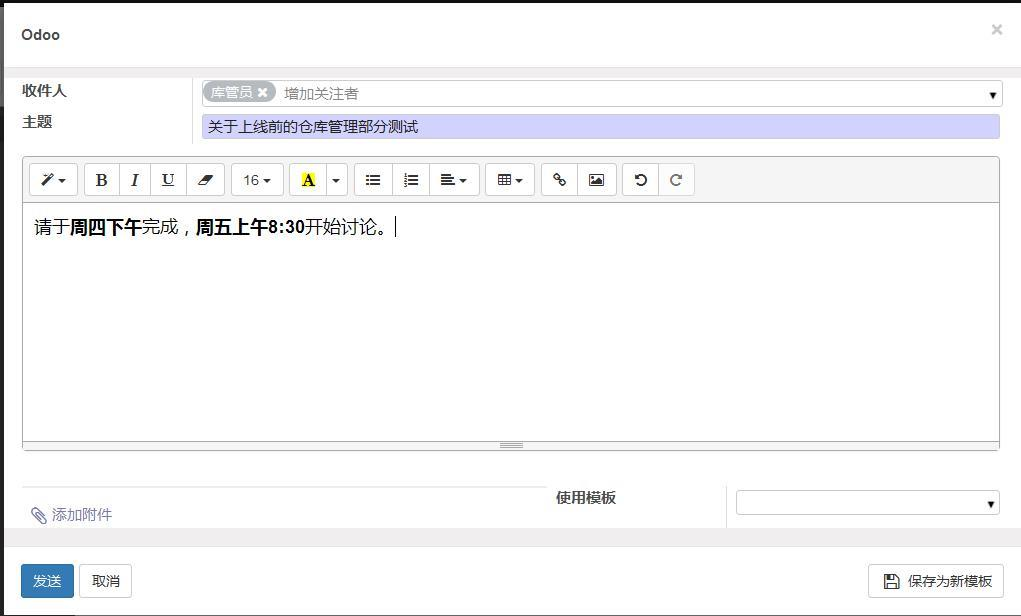 Odoo
×
收件人 库管员 × 增加关注者
主题 关于上线前的仓库管理部分测试
B I U 16 A
请于周四下午完成，周五上午8:30开始讨论。
使用模板
添加附件
发送 取消 保存为新模板